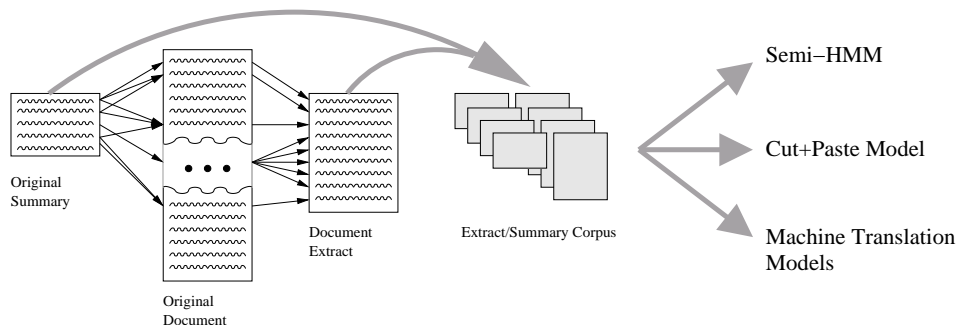 Original
Summary
Original
Document
Document
Extract
Extract/Summary Corpus
Semi−HMM
Cut+Paste Model
Machine Translation
Models